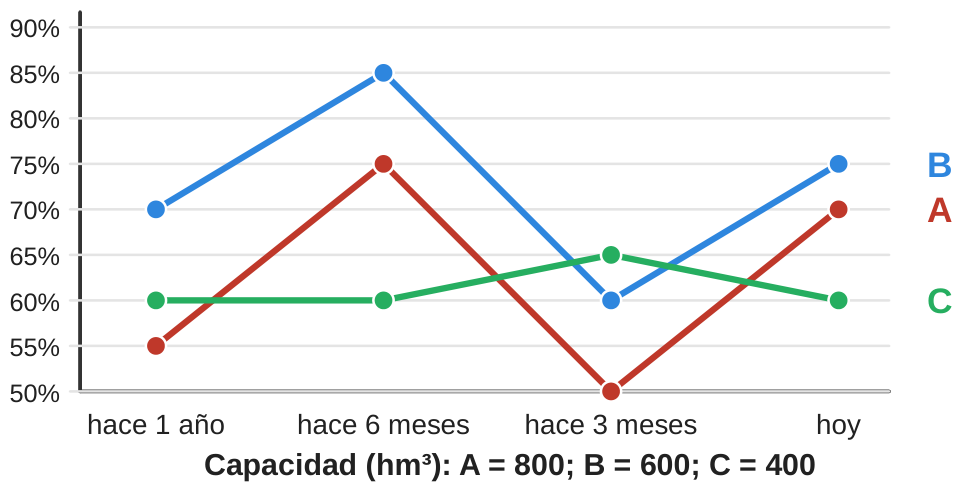 90%
85%
80%
75%
70%
65%
60%
55%
50%
B
A
C
hace 1 año hace 6 meses hace 3 meses hoy
Capacidad (hm³): A = 800; B = 600; C = 400